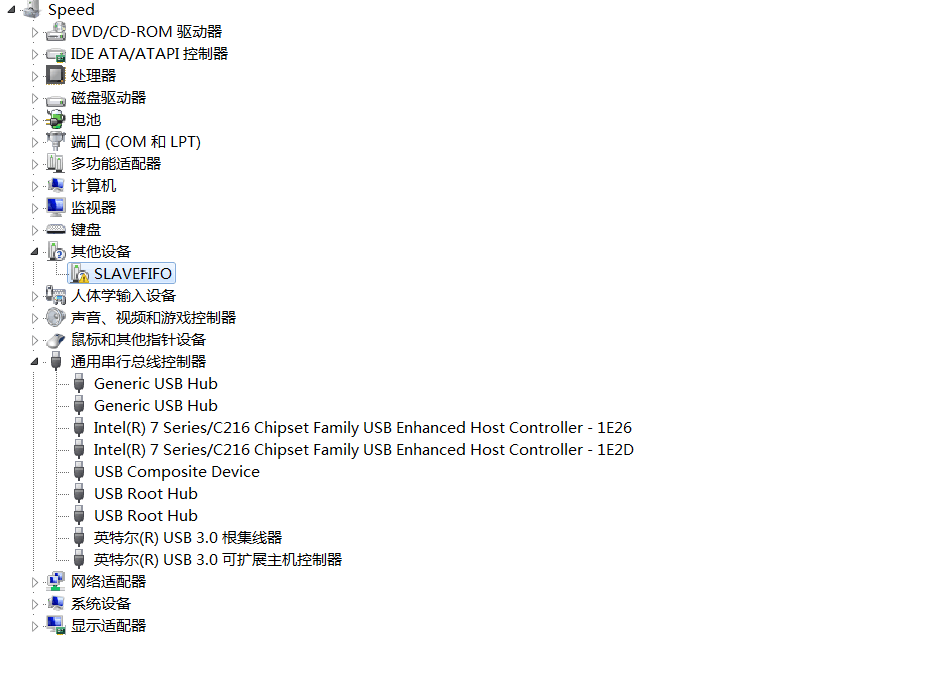 Speed
DVD/CD-ROM 驱动器
IDE ATA/ATAPI 控制器
处理器
磁盘驱动器
电池
端口 (COM 和 LPT)
多功能适配器
计算机
监视器
键盘
其他设备
SLAVEFIFO
人体学输入设备
声音、视频和游戏控制器
鼠标和其他指针设备
通用串行总线控制器
Generic USB Hub
Generic USB Hub
Intel(R) 7 Series/C216 Chipset Family USB Enhanced Host Controller - 1E26
Intel(R) 7 Series/C216 Chipset Family USB Enhanced Host Controller - 1E2D
USB Composite Device
USB Root Hub
USB Root Hub
英特尔(R) USB 3.0 根集线器
英特尔(R) USB 3.0 可扩展主机控制器
网络适配器
系统设备
显示适配器